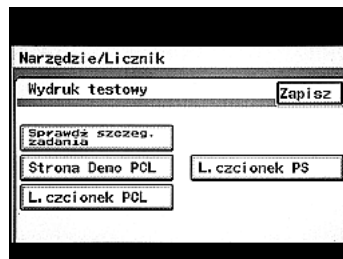 Narzędzie/Licznik
Wydruk testowy
Zapisz
Sprawdź szczeg.
zadania
Strona Demo PCL
L.czcionek PS
L.czcionek PCL